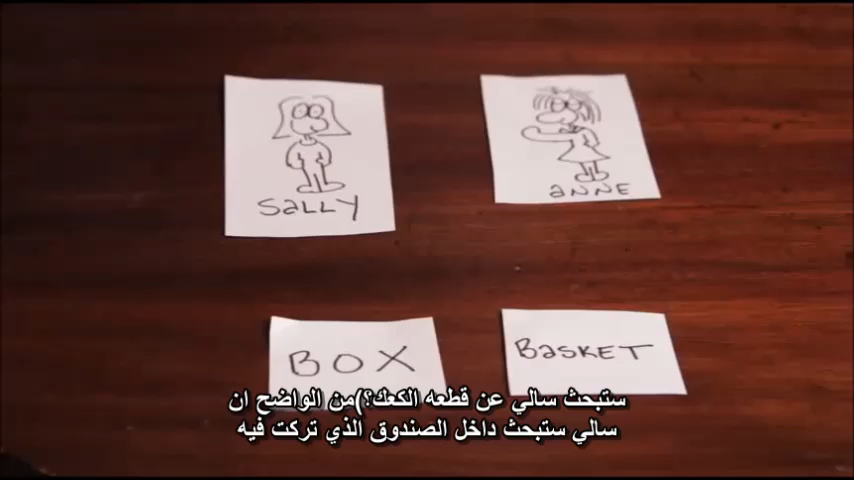 Sally
anne
BOX
BaskET
ستبحث سالي عن قطعه الكعك؟)من الواضح ان
سالي ستبحث داخل الصندوق الذي تركت فيه